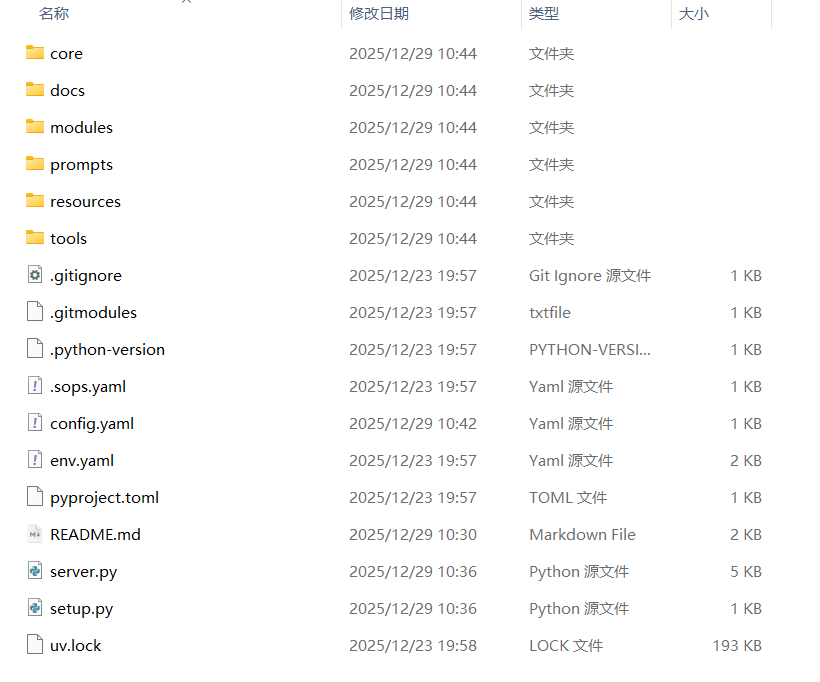 名称 修改日期 类型 大小
core 2025/12/29 10:44 文件夹
docs 2025/12/29 10:44 文件夹
modules 2025/12/29 10:44 文件夹
prompts 2025/12/29 10:44 文件夹
resources 2025/12/29 10:44 文件夹
tools 2025/12/29 10:44 文件夹
.gitignore 2025/12/23 19:57 Git Ignore 源文件 1 KB
.gitmodules 2025/12/23 19:57 txtfile 1 KB
.python-version 2025/12/23 19:57 PYTHON-VERSI... 1 KB
.sops.yaml 2025/12/23 19:57 Yaml 源文件 1 KB
config.yaml 2025/12/29 10:42 Yaml 源文件 1 KB
env.yaml 2025/12/23 19:57 Yaml 源文件 2 KB
pyproject.toml 2025/12/23 19:57 TOML 文件 1 KB
README.md 2025/12/29 10:30 Markdown File 2 KB
server.py 2025/12/29 10:36 Python 源文件 5 KB
setup.py 2025/12/29 10:36 Python 源文件 1 KB
uv.lock 2025/12/23 19:58 LOCK 文件 193 KB